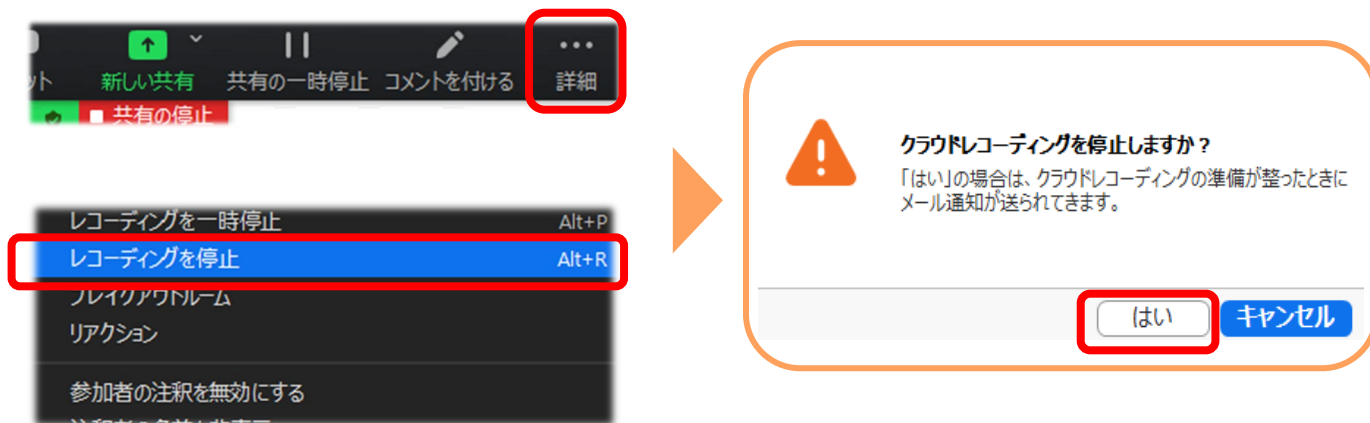 ット 新しい共有 共有の一時停止 コメントを付ける 詳細
共有の停止
レコーディングを一時停止 Alt+P
レコーディングを停止 Alt+R
ブレイクアウトルーム
リアクション
参加者の注釈を無効にする
クラウドレコーディングを停止しますか？
「はい」の場合は、クラウドレコーディングの準備が整ったときに
メール通知が送られてきます。
はい キャンセル